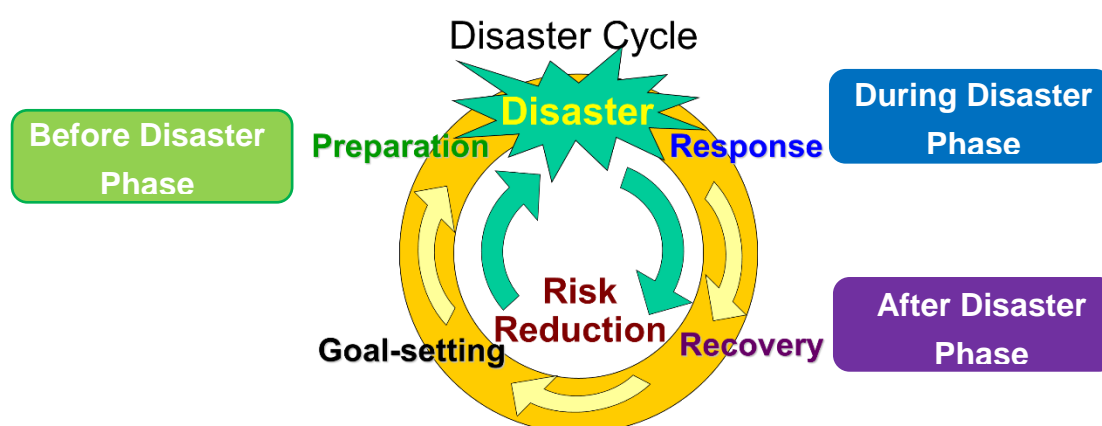 Disaster Cycle
Disaster
Before Disaster
Phase
Preparation
Response
During Disaster
Phase
Risk
Reduction
Goal-setting
Recovery
After Disaster
Phase